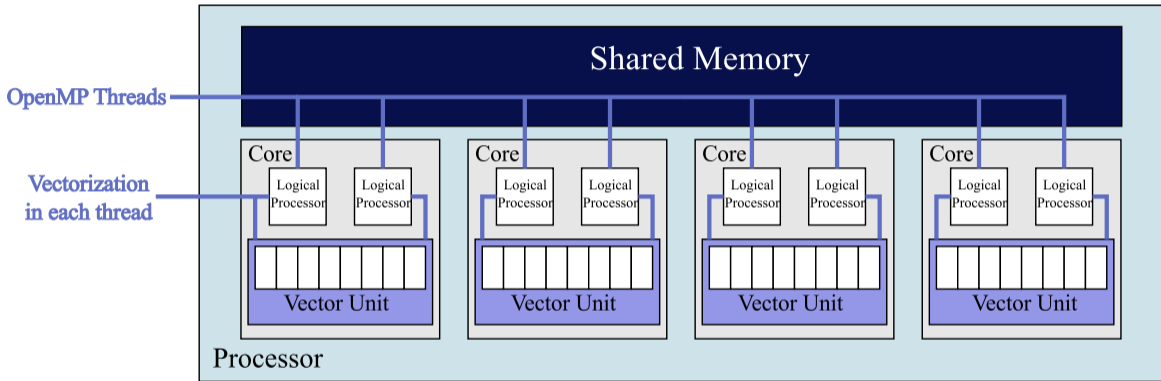 Shared Memory
OpenMP Threads
Core
Core
Core
Core
Logical
Processor
Logical
Processor
Logical
Processor
Logical
Processor
Logical
Processor
Logical
Processor
Logical
Processor
Logical
Processor
Vectorization
in each thread
Vector Unit
Vector Unit
Vector Unit
Vector Unit
Processor